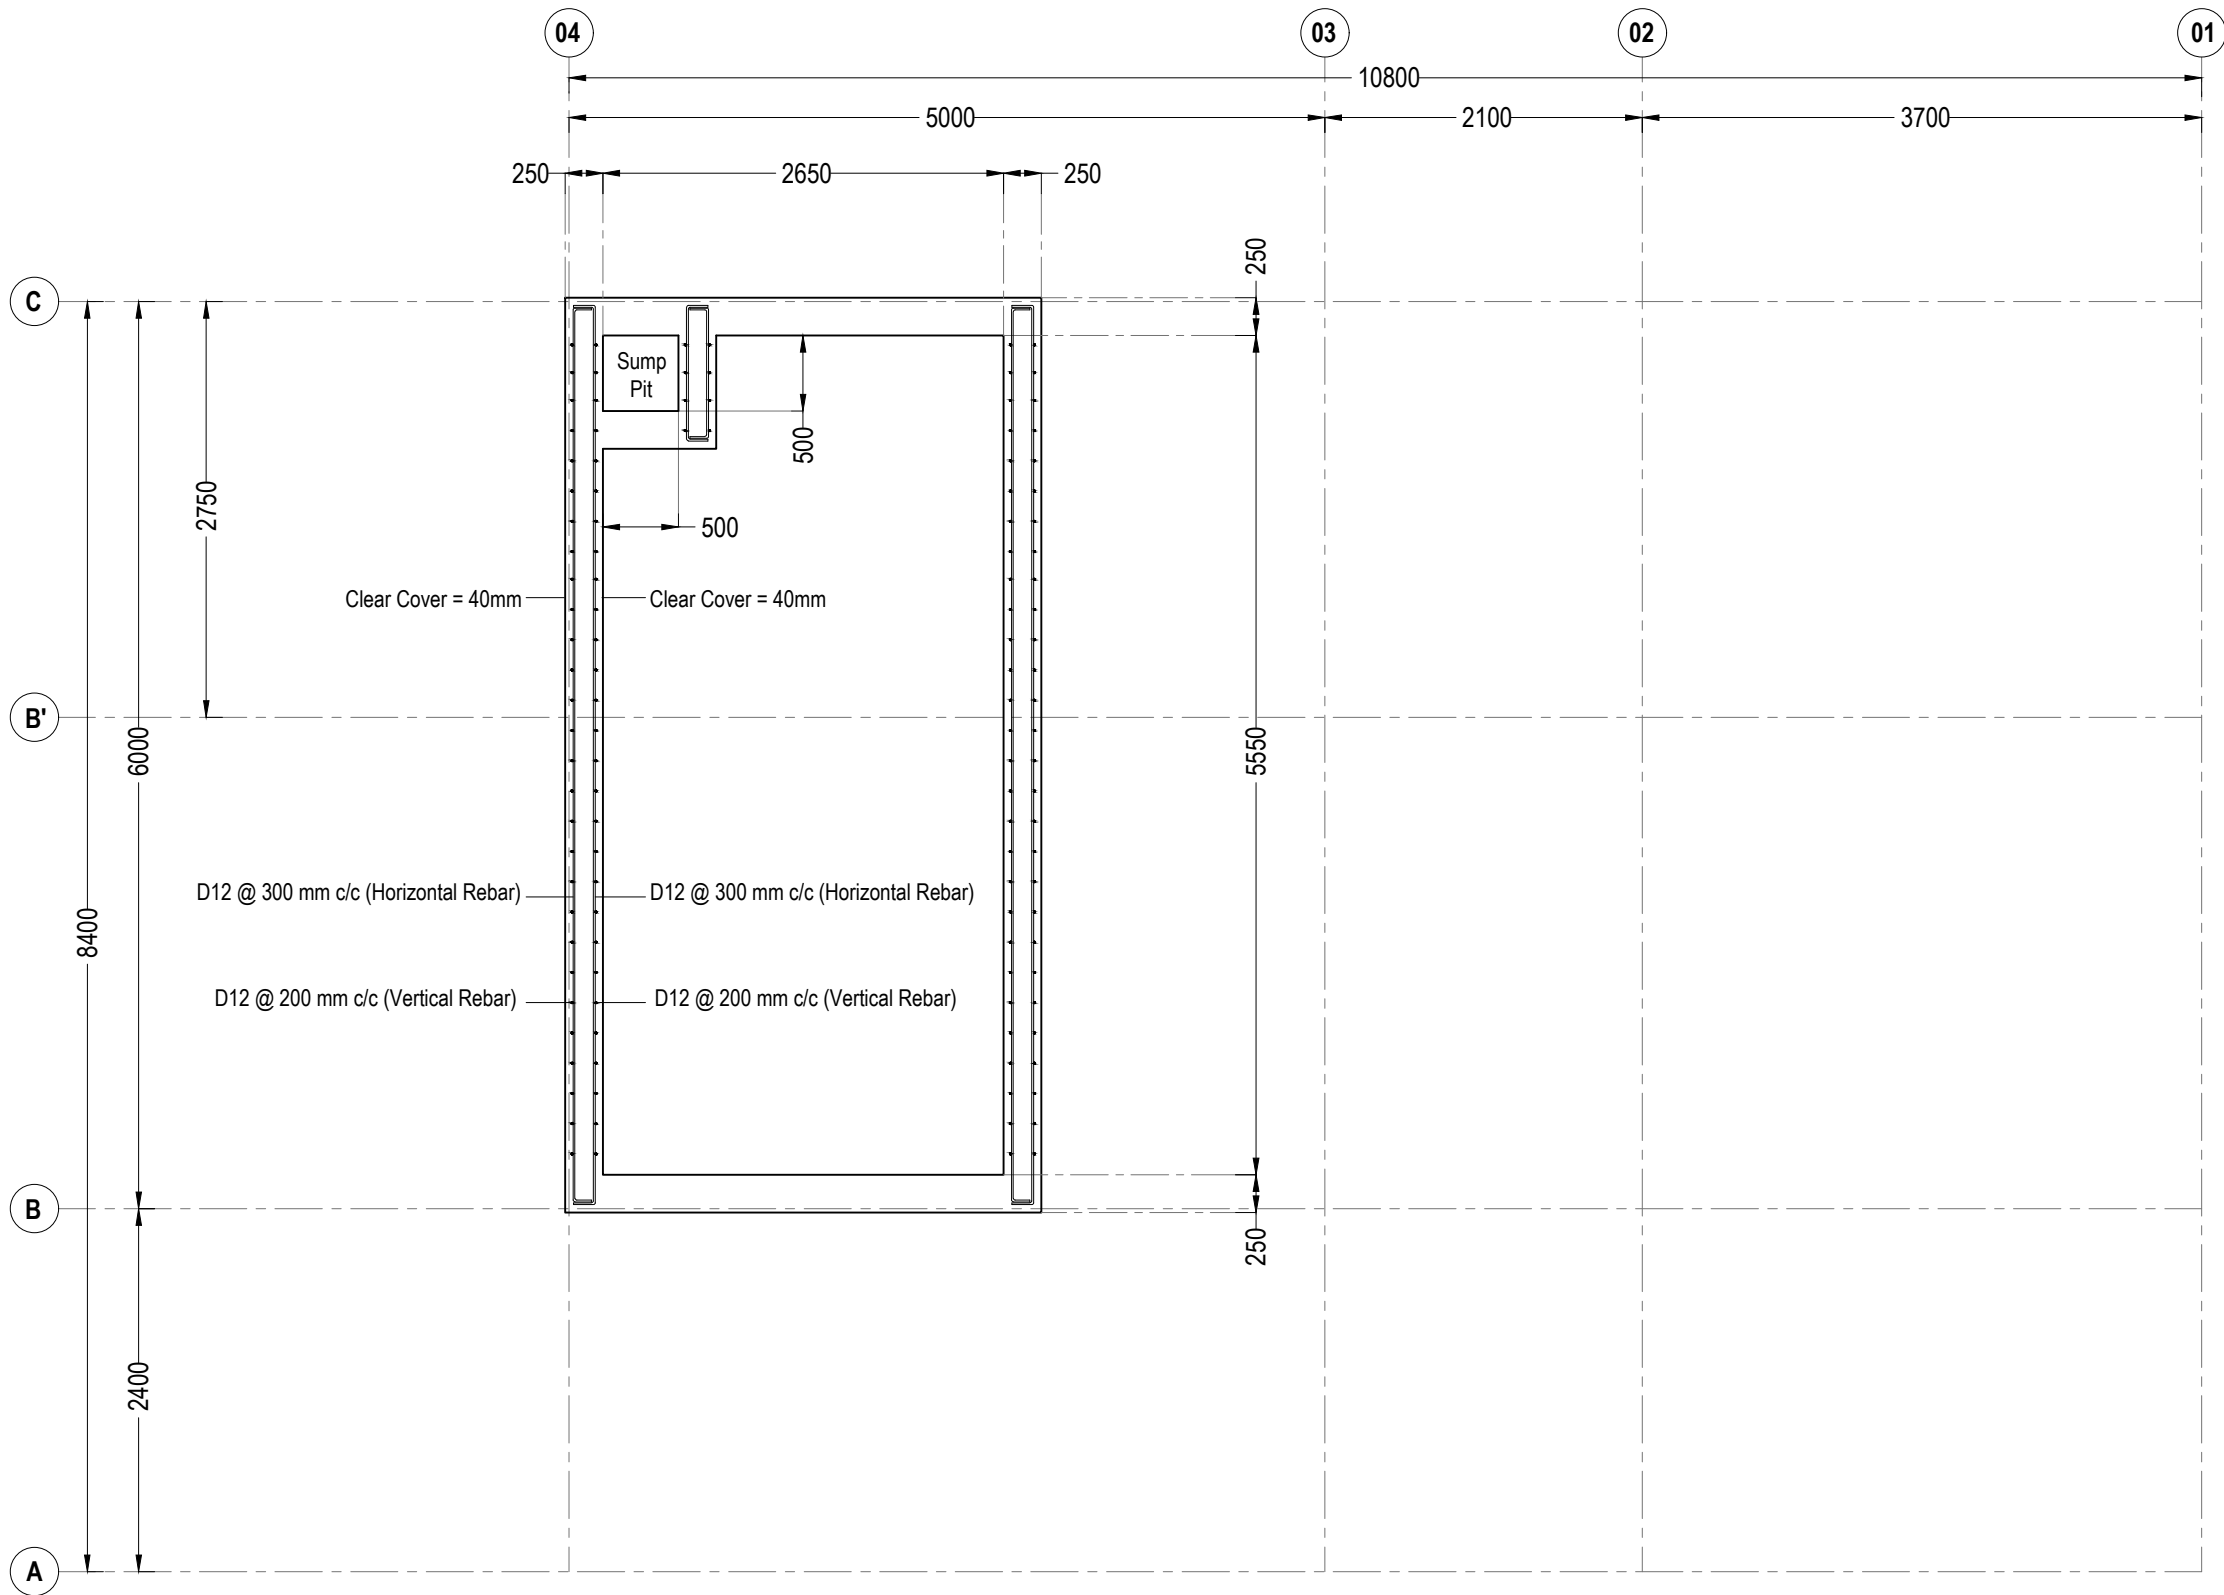 04 03 02 01
10800
5000 2100 3700
250 2650 250
250
C
Sump
Pit
500
2750
500
Clear Cover = 40mm Clear Cover = 40mm
B'
6000
5550
D12 @ 300 mm c/c (Horizontal Rebar) D12 @ 300 mm c/c (Horizontal Rebar)
8400
D12 @ 200 mm c/c (Vertical Rebar) D12 @ 200 mm c/c (Vertical Rebar)
B
250
2400
A